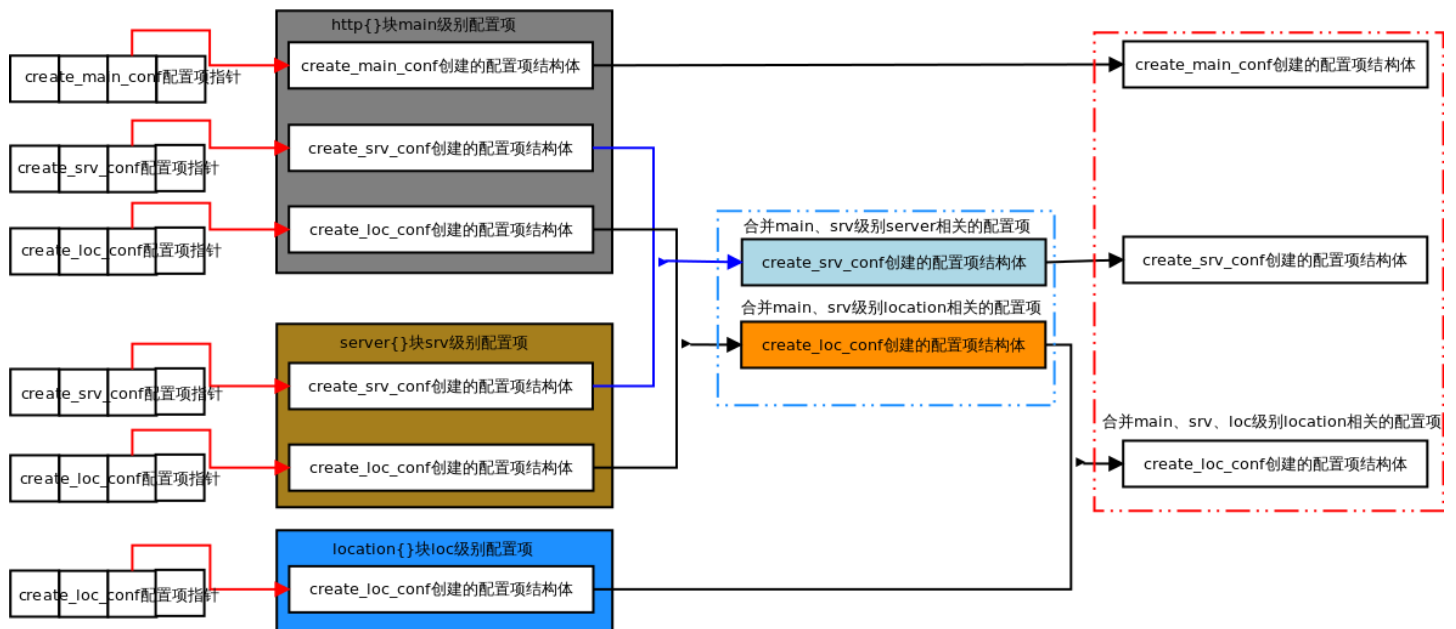 http{}块main级别配置项
create_main_conf配置项指针
create_main_conf创建的配置项结构体
create_main_conf创建的配置项结构体
create_srv_conf配置项指针
create_srv_conf创建的配置项结构体
create_loc_conf配置项指针
create_loc_conf创建的配置项结构体
合并main、srv级别server相关的配置项
create_srv_conf创建的配置项结构体
create_srv_conf创建的配置项结构体
合并main、srv级别location相关的配置项
create_loc_conf创建的配置项结构体
server{}块srv级别配置项
create_srv_conf配置项指针
create_srv_conf创建的配置项结构体
合并main、srv、loc级别location相关的配置项
create_loc_conf配置项指针
create_loc_conf创建的配置项结构体
create_loc_conf创建的配置项结构体
location{}块loc级别配置项
create_loc_conf配置项指针
create_loc_conf创建的配置项结构体